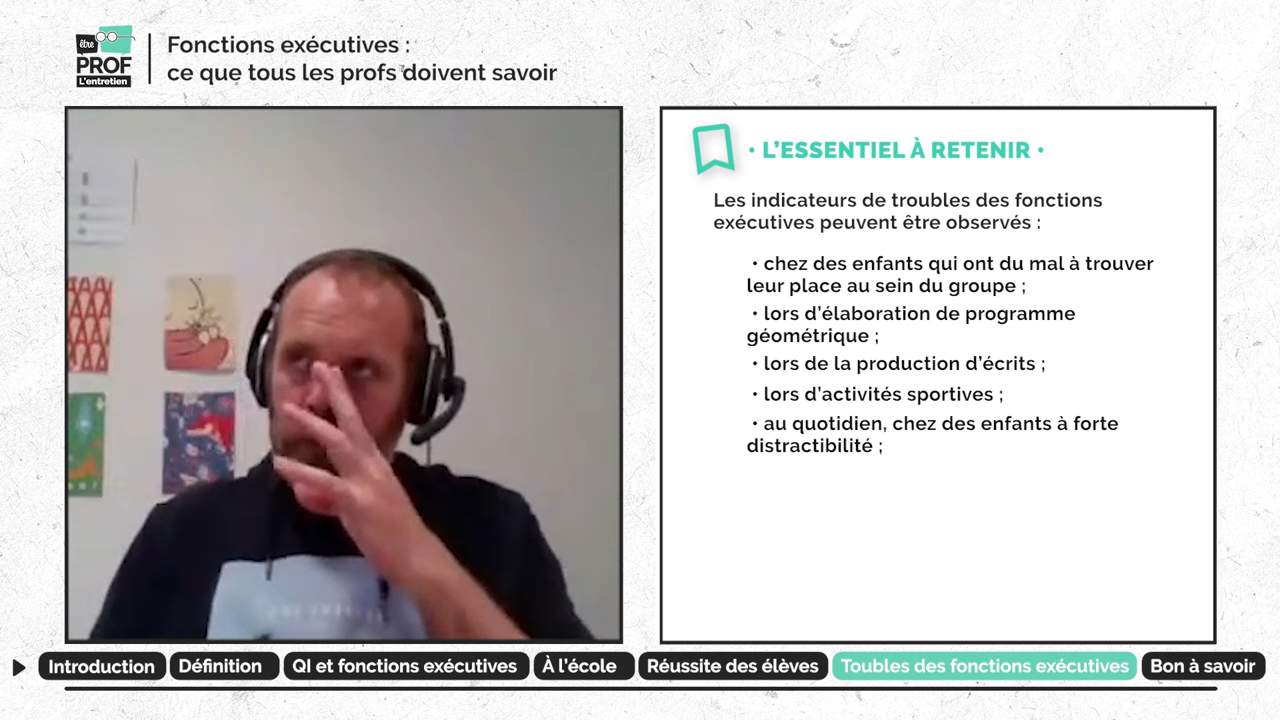 être
PROF
L'entretien
Fonctions exécutives :
ce que tous les profs doivent savoir
• L'ESSENTIEL À RETENIR •
Les indicateurs de troubles des fonctions
exécutives peuvent être observés :
• chez des enfants qui ont du mal à trouver
leur place au sein du groupe ;
• lors d'élaboration de programme
géométrique ;
• lors de la production d'écrits ;
• lors d'activités sportives ;
• au quotidien, chez des enfants à forte
distractibilité ;
Introduction
Définition
QI et fonctions exécutives
À l'école
Réussite des élèves
Toubles des fonctions exécutives
Bon à savoir